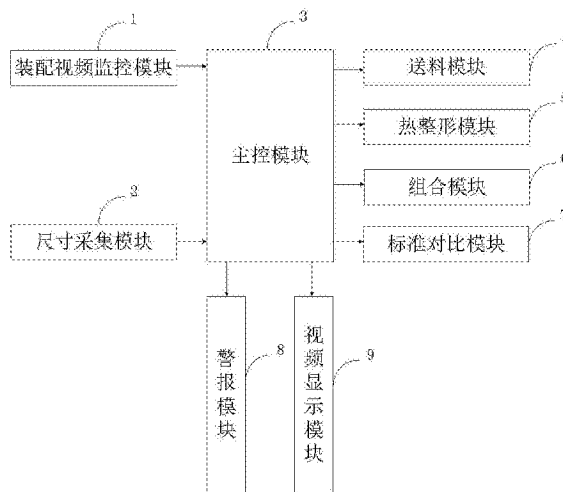 1
3
装配视频监控模块
送料模块
热整形模块
主控模块
6
组合模块
2
尺寸采集模块
标准对比模块
警报模块
8
视频显示模块
9